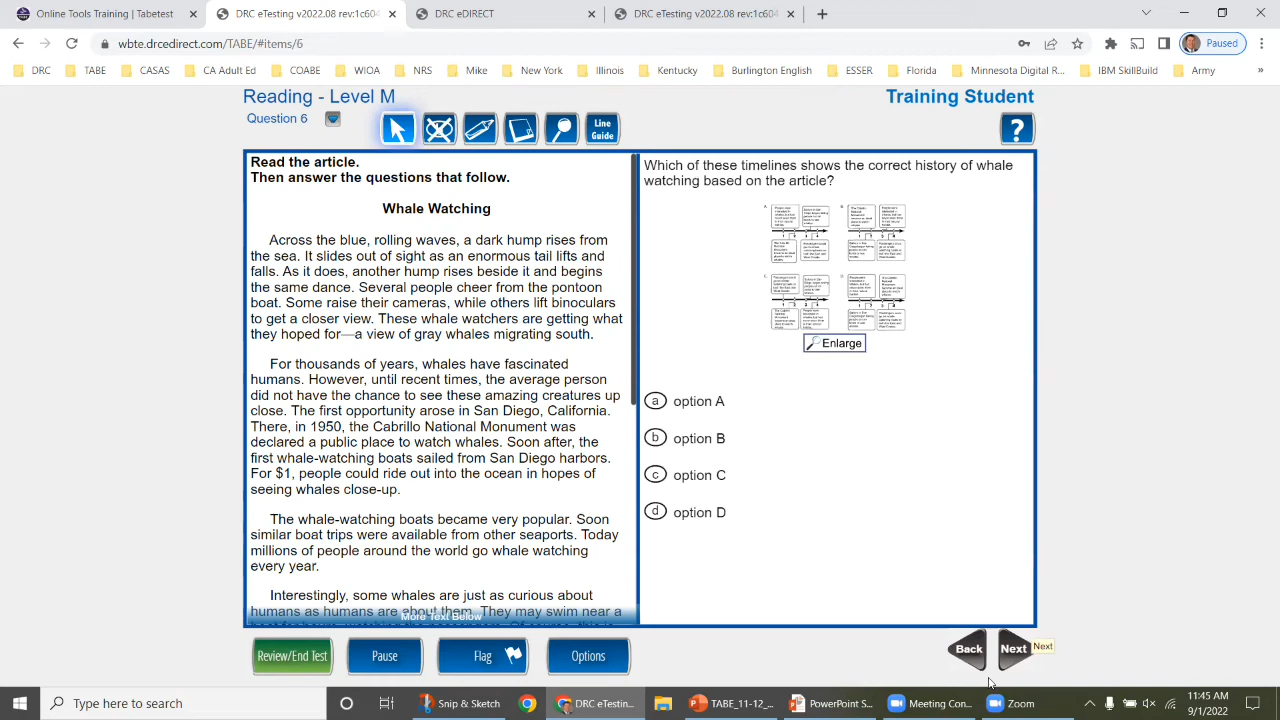 Online Tools Training | Tabetest
DRC eTesting v2022.08 rev:1c604
DRC eDIRECT
DRC eTesting v2022.08 rev:1c604
wbte.drcedirect.com/TABE/#items/6
Paused
DRC
TABE
CASAS
CA Adult Ed
COABE
WIOA
NRS
Mike
New York
Illinois
Kentucky
Burlington English
ESSER
Florida
Minnesota Digital R...
IBM SkillBuild
Army
»
Reading - Level M
Training Student
Question 6
Line
Guide
?
Read the article.
Then answer the questions that follow.
Whale Watching
Across the blue, rolling waves a dark hump rises from
the sea. It slides out of sight as an enormous tail lifts and
falls. As it does, another hump rises beside it and begins
the same dance. Several people cheer from the pontoon
boat. Some raise their cameras, while others lift binoculars
to get a closer view. These whale watchers are getting what
they hoped for—a view of gray whales migrating south.
For thousands of years, whales have fascinated
humans. However, until recent times, the average person
did not have the chance to see these amazing creatures up
close. The first opportunity arose in San Diego, California.
There, in 1950, the Cabrillo National Monument was
declared a public place to watch whales. Soon after, the
first whale-watching boats sailed from San Diego harbors.
For $1, people could ride out into the ocean in hopes of
seeing whales close-up.
The whale-watching boats became very popular. Soon
similar boat trips were available from other seaports. Today
millions of people around the world go whale watching
every year.
Interestingly, some whales are just as curious about
humans as humans are about them. They may swim near a
More Text Below
Which of these timelines shows the correct history of whale
watching based on the article?
Enlarge
a option A
b option B
c option C
d option D
Review/End Test
Pause
Flag
Options
Back
Next
Next
Type here to search
Snip & Sketch
DRC eTestin...
TABE_11-12_...
PowerPoint S...
Meeting Con...
Zoom
11:45 AM
9/1/2022